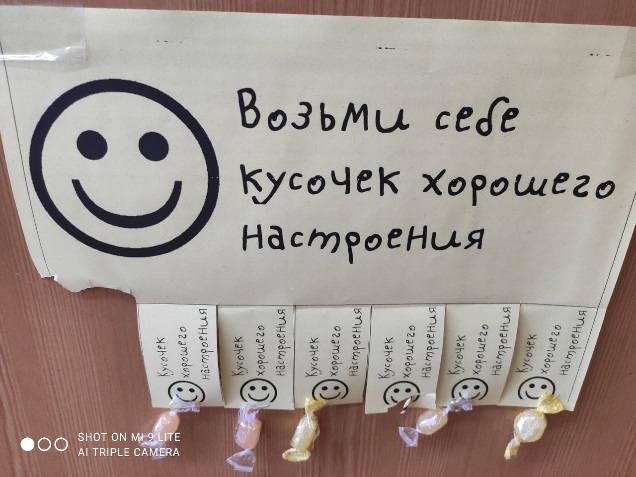 Возьми себе
кусочек хорошего
настроения
Кусочек
хорошего
настроения
Кусочек
хорошего
настроения
Кусочек
хорошего
настроения
Кусочек
хорошего
настроения
Кусочек
хорошего
настроения
Кусочек
хорошего
настроения
SHOT ON MI 9 LITE
AI TRIPLE CAMERA